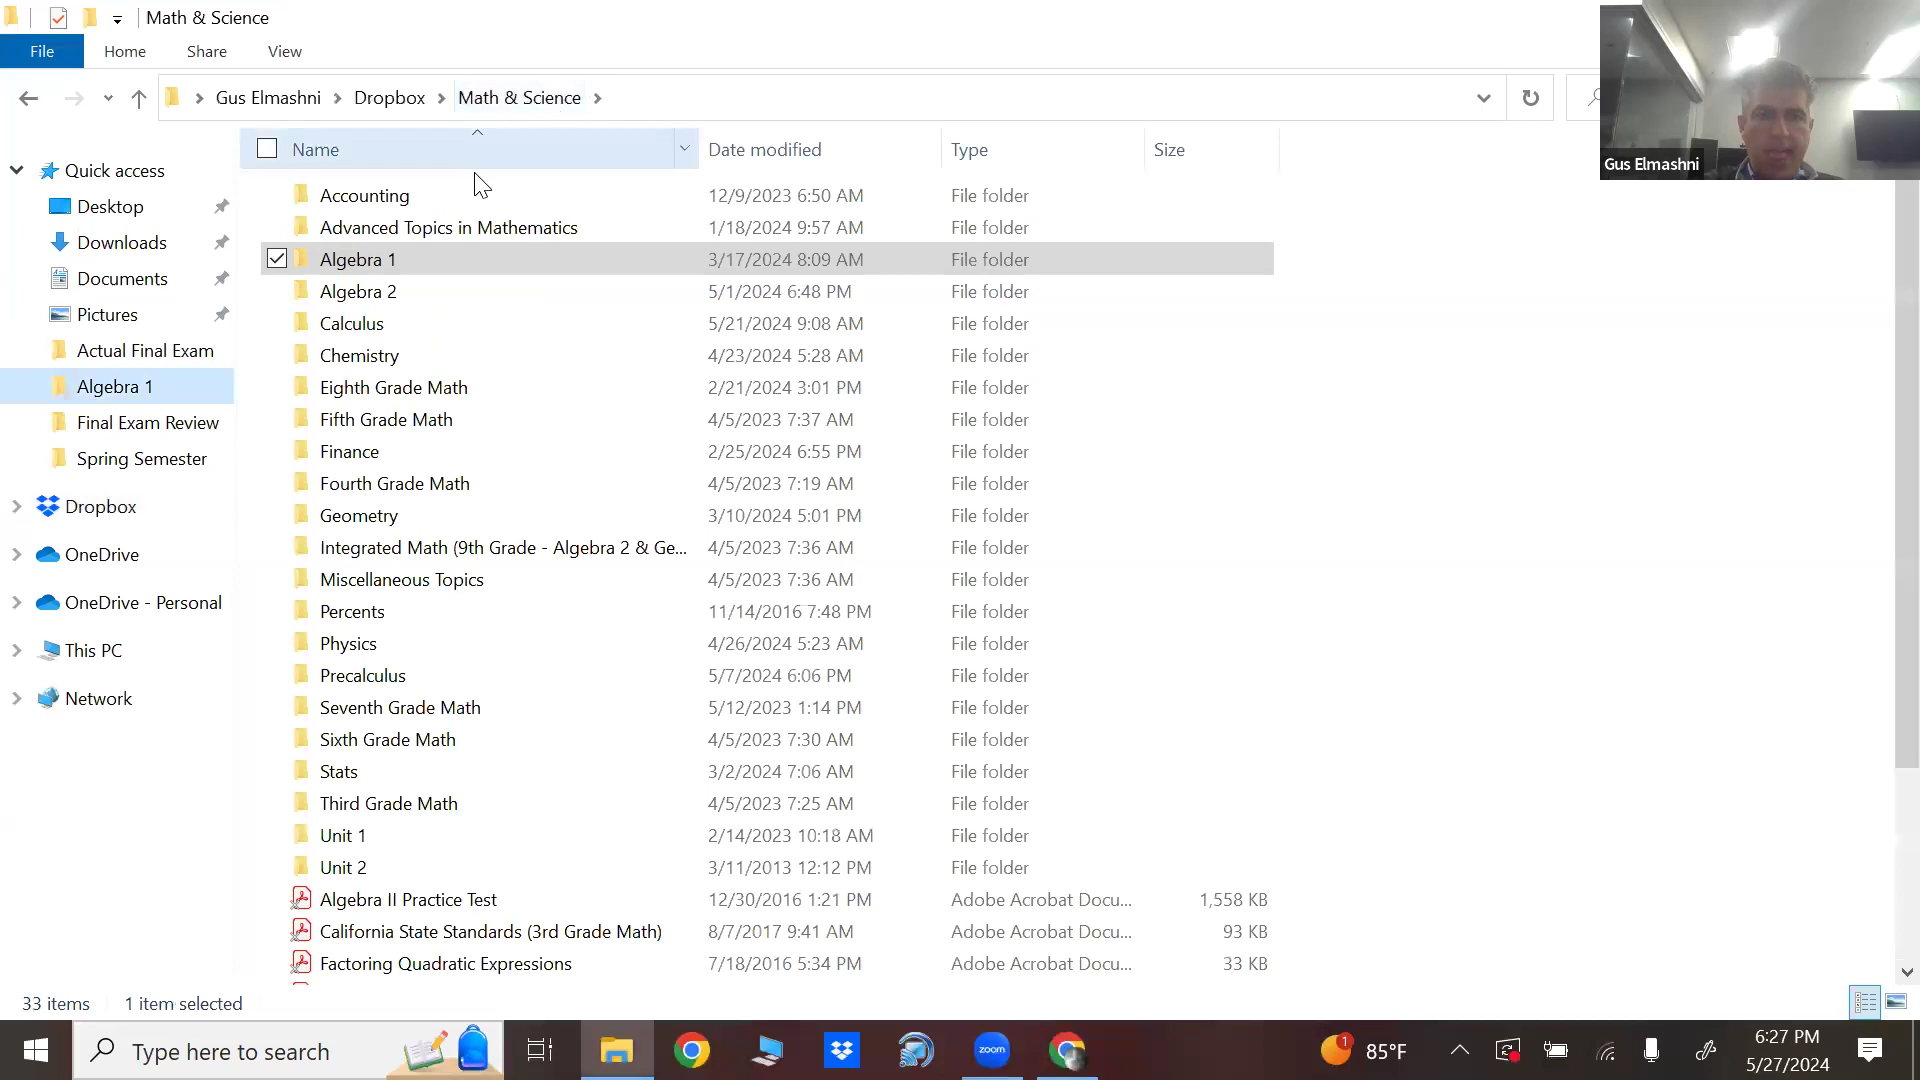 Math & Science
File Home Share View
Gus Elmashni Dropbox Math & Science
Gus Elmashni
Name Date modified Type Size
Quick access
Desktop
Downloads
Documents
Pictures
Actual Final Exam
Algebra 1
Final Exam Review
Spring Semester
Dropbox
OneDrive
OneDrive - Personal
This PC
Network
Accounting 12/9/2023 6:50 AM File folder
Advanced Topics in Mathematics 1/18/2024 9:57 AM File folder
Algebra 1 3/17/2024 8:09 AM File folder
Algebra 2 5/1/2024 6:48 PM File folder
Calculus 5/21/2024 9:08 AM File folder
Chemistry 4/23/2024 5:28 AM File folder
Eighth Grade Math 2/21/2024 3:01 PM File folder
Fifth Grade Math 4/5/2023 7:37 AM File folder
Finance 2/25/2024 6:55 PM File folder
Fourth Grade Math 4/5/2023 7:19 AM File folder
Geometry 3/10/2024 5:01 PM File folder
Integrated Math (9th Grade - Algebra 2 & Ge... 4/5/2023 7:36 AM File folder
Miscellaneous Topics 4/5/2023 7:36 AM File folder
Percents 11/14/2016 7:48 PM File folder
Physics 4/26/2024 5:23 AM File folder
Precalculus 5/7/2024 6:06 PM File folder
Seventh Grade Math 5/12/2023 1:14 PM File folder
Sixth Grade Math 4/5/2023 7:30 AM File folder
Stats 3/2/2024 7:06 AM File folder
Third Grade Math 4/5/2023 7:25 AM File folder
Unit 1 2/14/2023 10:18 AM File folder
Unit 2 3/11/2013 12:12 PM File folder
Algebra II Practice Test 12/30/2016 1:21 PM Adobe Acrobat Docu... 1,558 KB
California State Standards (3rd Grade Math) 8/7/2017 9:41 AM Adobe Acrobat Docu... 93 KB
Factoring Quadratic Expressions 7/18/2016 5:34 PM Adobe Acrobat Docu... 33 KB
33 items 1 item selected
Type here to search
zoom
1
85°F
6:27 PM
5/27/2024